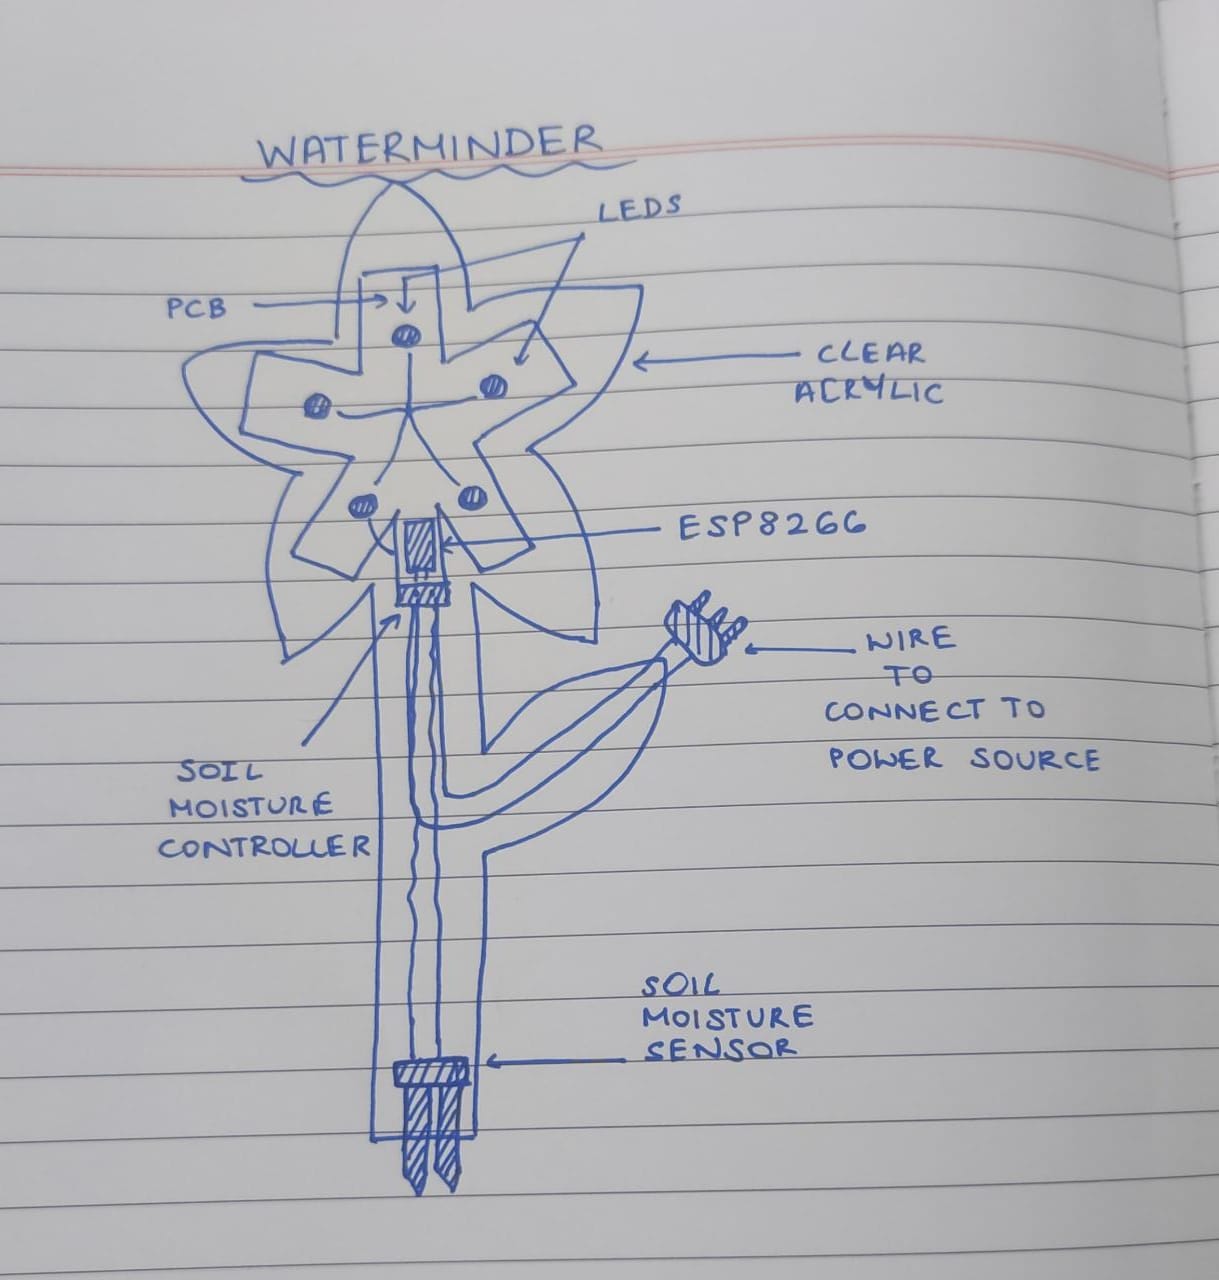 WATERMINDER
LEDS
PCB
CLEAR
ACRYLIC
ESP8266
WIRE
TO
CONNECT TO
POWER SOURCE
SOIL
MOISTURE
CONTROLLER
SOIL
MOISTURE
SENSOR